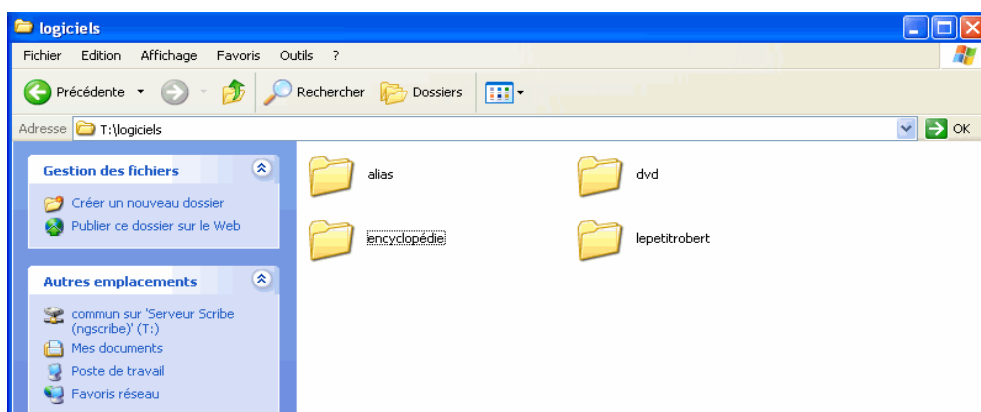 logiciels
Fichier Edition Affichage Favoris Outils ?
Précédente Rechercher Dossiers
Adresse T:\logiciels OK
Gestion des fichiers
Créer un nouveau dossier
Publier ce dossier sur le Web
Autres emplacements
commun sur 'Serveur Scribe
(ngscribe)' (T:)
Mes documents
Poste de travail
Favoris réseau
alias dvd
encyclopédie lepetitrobert